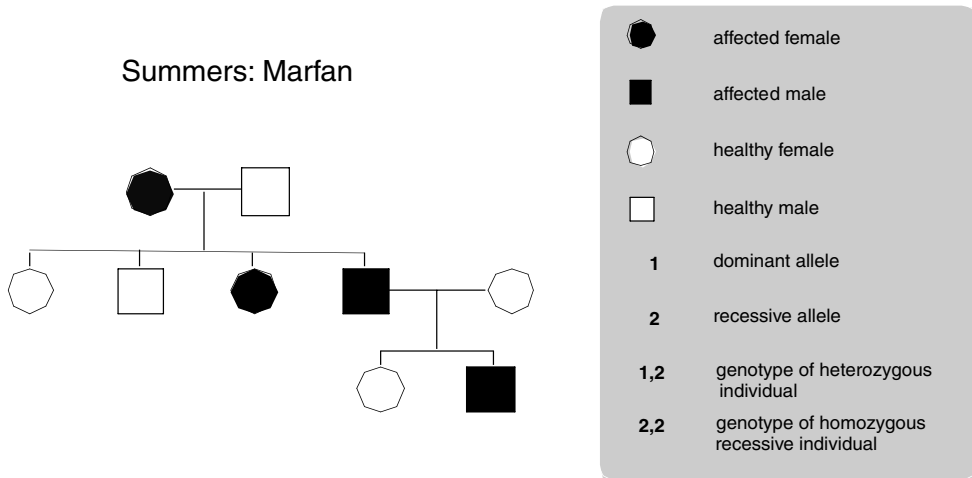 Summers: Marfan
affected female
affected male
healthy female
healthy male
1 dominant allele
2 recessive allele
1,2 genotype of heterozygous
individual
2,2 genotype of homozygous
recessive individual